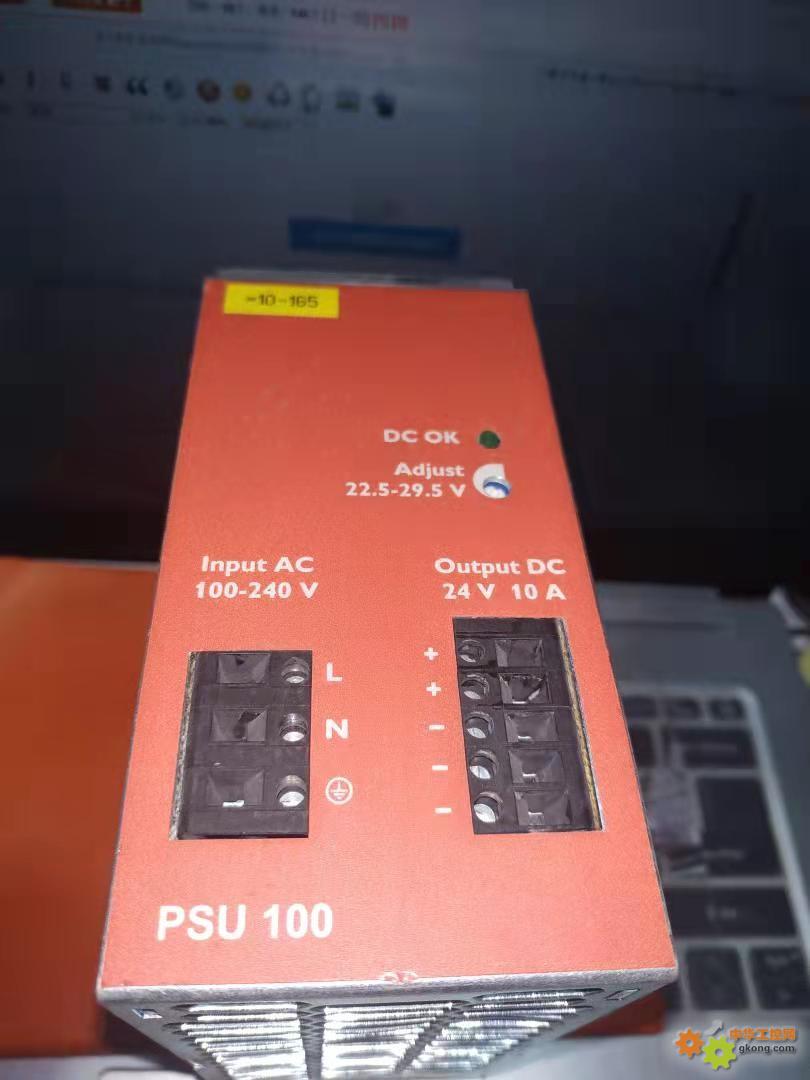 -10-165
DC OK
Adjust
22.5-29.5 V
Input AC
100-240 V
Output DC
24 V 10 A
L
N
+
+
-
-
-
PSU 100
中华工控网
gkong.com